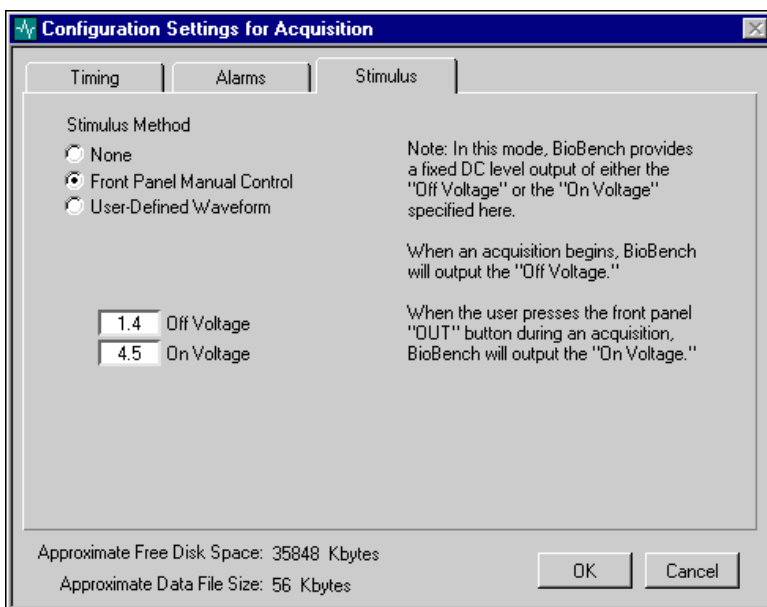 Configuration Settings for Acquisition
Timing
Alarms
Stimulus
Stimulus Method
None
Front Panel Manual Control
User-Defined Waveform
1.4 Off Voltage
4.5 On Voltage
Note: In this mode, BioBench provides
a fixed DC level output of either the
"Off Voltage" or the "On Voltage"
specified here.
When an acquisition begins, BioBench
will output the "Off Voltage."
When the user presses the front panel
"OUT" button during an acquisition,
BioBench will output the "On Voltage."
Approximate Free Disk Space: 35848 Kbytes
Approximate Data File Size: 56 Kbytes
OK
Cancel